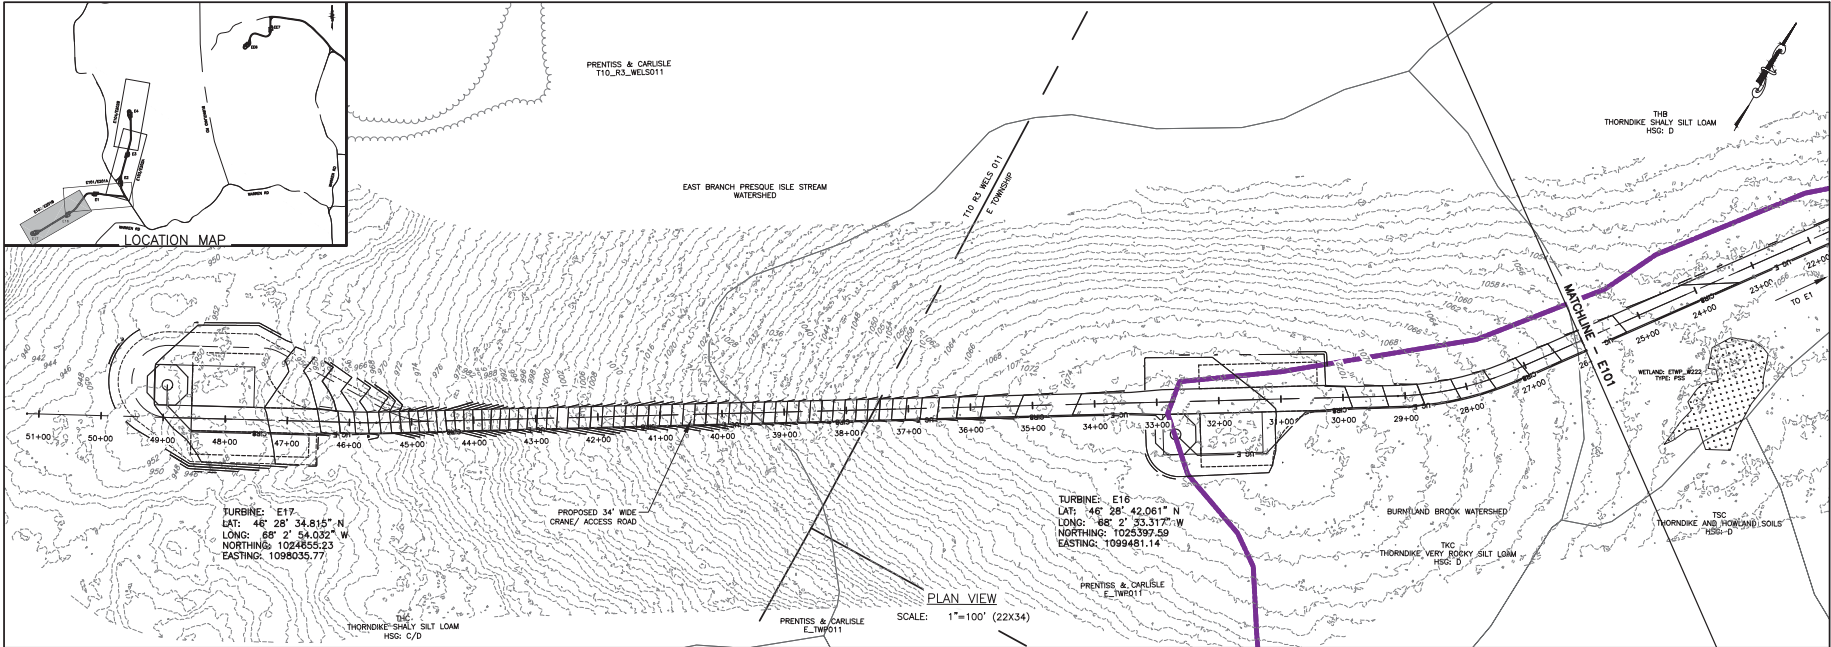 LOCATION MAP
BURNTLAND RD
WARREN RD
WARREN RD
PRENTISS & CARLISLE
T10_R3_WELS011
EAST BRANCH PRESQUE ISLE STREAM
WATERSHED
T10 R3 WELS 011
E TOWNSHIP
THB
THORNDIKE SHALY SILT LOAM
HSG: D
MATCHLINE - E101
TO E1
WETLAND: ETWP_W222
TYPE: PSS
51+00
50+00
49+00
48+00
47+00
46+00
45+00
44+00
43+00
42+00
41+00
40+00
39+00
38+00
37+00
36+00
35+00
34+00
33+00
32+00
31+00
30+00
29+00
28+00
27+00
25+00
24+00
23+00
22+00
TURBINE: E17
LAT: 46° 28' 34.815" N
LONG: 68° 2' 54.032" W
NORTHING: 1024655.23
EASTING: 1098035.77
PROPOSED 34' WIDE
CRANE/ ACCESS ROAD
TURBINE: E16
LAT: 46° 28' 42.061" N
LONG: 68° 2' 33.317" W
NORTHING: 1025397.59
EASTING: 1099481.14
BURNTLAND BROOK WATERSHED
TKC
THORNDIKE VERY ROCKY SILT LOAM
HSG: D
TSC
THORNDIKE AND HOWLAND SOILS
HSG: D
PRENTISS & CARLISLE
E_TWP011
THC
THORNDIKE SHALY SILT LOAM
HSG: C/D
PRENTISS & CARLISLE
E_TWP011
PLAN VIEW
SCALE: 1"=100' (22X34)